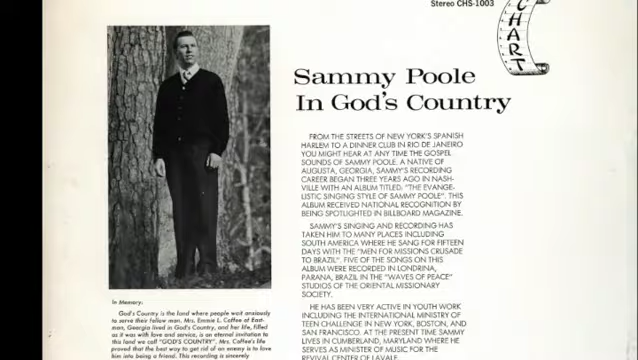 Stereo CHS-1003
CHART
Sammy Poole
In God's Country
FROM THE STREETS OF NEW YORK'S SPANISH
HARLEM TO A DINNER CLUB IN RIO DE JANEIRO
YOU MIGHT HEAR AT ANY TIME THE GOSPEL
SOUNDS OF SAMMY POOLE. A NATIVE OF
AUGUSTA, GEORGIA, SAMMY'S RECORDING
CAREER BEGAN THREE YEARS AGO IN NASH-
VILLE WITH AN ALBUM TITLED: "THE EVANGE-
LISTIC SINGING STYLE OF SAMMY POOLE". THIS
ALBUM RECEIVED NATIONAL RECOGNITION BY
BEING SPOTLIGHTED IN BILLBOARD MAGAZINE.
SAMMY'S SINGING AND RECORDING HAS
TAKEN HIM TO MANY PLACES INCLUDING
SOUTH AMERICA WHERE HE SANG FOR FIFTEEN
DAYS WITH THE "MEN FOR MISSIONS CRUSADE
TO BRAZIL". FIVE OF THE SONGS ON THIS
ALBUM WERE RECORDED IN LONDRINA,
PARANA, BRAZIL IN THE "WAVES OF PEACE"
STUDIOS OF THE ORIENTAL MISSIONARY
SOCIETY.
HE HAS BEEN VERY ACTIVE IN YOUTH WORK
INCLUDING THE INTERNATIONAL MINISTRY OF
TEEN CHALLENGE IN NEW YORK, BOSTON, AND
SAN FRANCISCO. AT THE PRESENT TIME SAMMY
LIVES IN CUMBERLAND, MARYLAND WHERE HE
SERVES AS MINISTER OF MUSIC FOR THE
REVIVAL CENTER OF LAVALE
In Memory:
God's Country is the land where people wait anxiously
to serve their fellow man. Mrs. Emmie L. Coffee of East-
man, Georgia lived in God's Country, and her life, filled
as it was with love and service, is an eternal invitation to
this land we call "GOD'S COUNTRY". Mrs. Coffee's life
proved that the best way to get rid of an enemy is to love
him into being a friend. This recording is sincerely